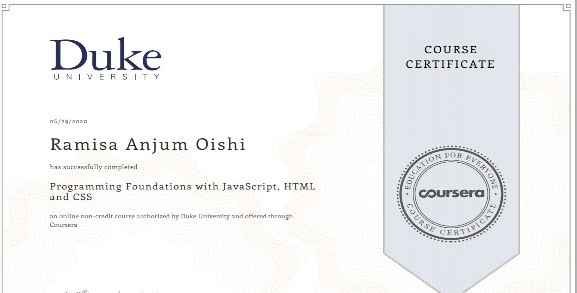 Duke
UNIVERSITY
COURSE
CERTIFICATE
06/29/2020
Ramisa Anjum Oishi
has successfully completed
Programming Foundations with JavaScript, HTML
and CSS
an online non-credit course authorized by Duke University and offered through
Coursera
EDUCATION FOR EVERYONE
coursera
COURSE CERTIFICATE